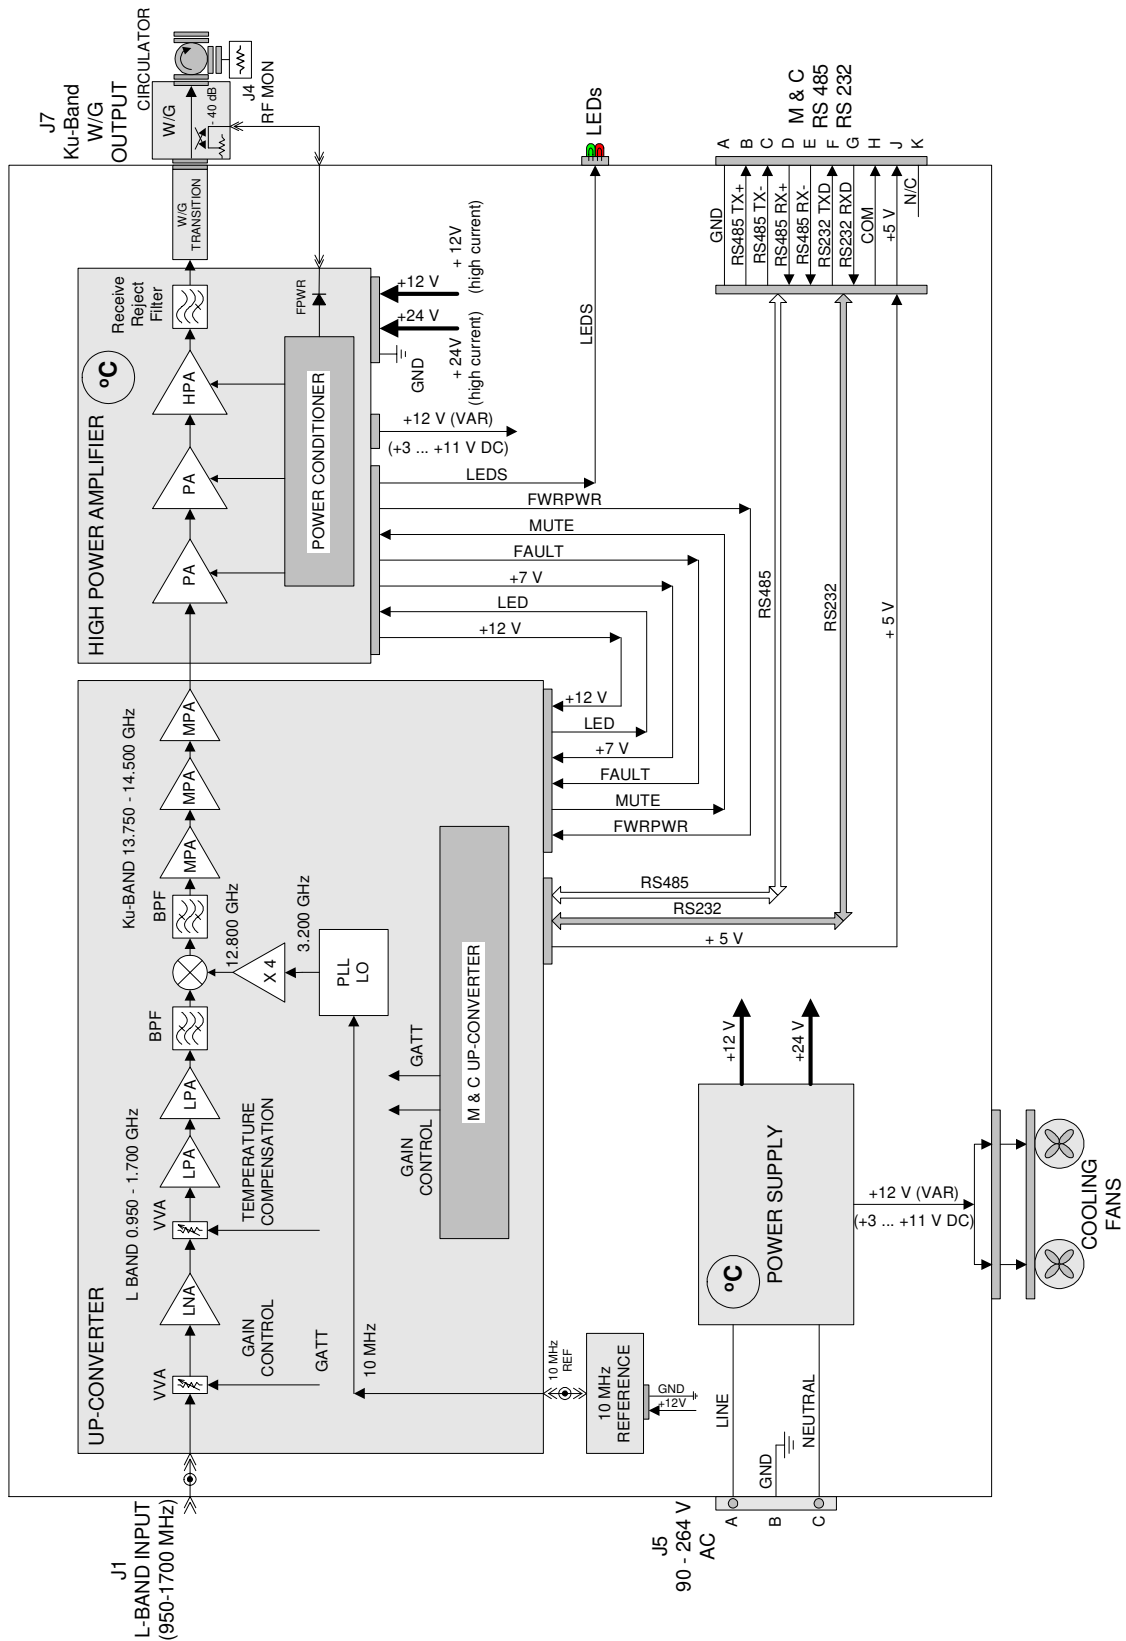 J1
L-BAND INPUT
(950-1700 MHz)
UP-CONVERTER
VVA
GAIN
CONTROL
GATT
LNA
L BAND 0.950 - 1.700 GHz
VVA
TEMPERATURE
COMPENSATION
LPA
LPA
BPF
X 4
12.800 GHz
3.200 GHz
PLL
LO
10 MHz
BPF
Ku-BAND 13.750 - 14.500 GHz
MPA
MPA
MPA
GAIN
CONTROL
GATT
M & C UP-CONVERTER
10 MHz
REF
10 MHz
REFERENCE
GND
+12V
HIGH POWER AMPLIFIER
ºC
PA
PA
HPA
Receive
Reject
Filter
POWER CONDITIONER
FPWR
W/G
TRANSITION
J7
Ku-Band
W/G
OUTPUT
CIRCULATOR
W/G
- 40 dB
J4
RF MON
+12 V
+ 12V
(high current)
+24 V
+ 24V
(high current)
GND
+12 V (VAR)
(+3 ... +11 V DC)
LEDS
FWRPWR
MUTE
FAULT
+7 V
LED
+12 V
+12 V
LED
+7 V
FAULT
MUTE
FWRPWR
RS485
RS232
+ 5 V
LEDS
LEDs
RS485
RS232
+ 5 V
GND
RS485 TX+
RS485 TX-
RS485 RX+
RS485 RX-
RS232 TXD
RS232 RXD
COM
+5 V
N/C
A
B
C
D
E
F
G
H
J
K
M & C
RS 485
RS 232
J5
90 - 264 V
AC
A
B
C
LINE
GND
NEUTRAL
ºC
POWER SUPPLY
+12 V
+24 V
+12 V (VAR)
(+3 ... +11 V DC)
COOLING
FANS